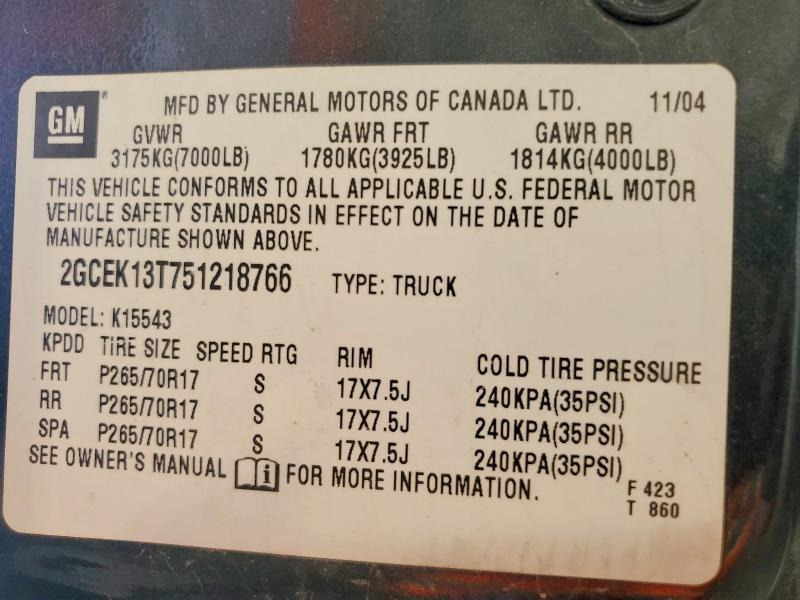 GM ® MFD BY GENERAL MOTORS OF CANADA LTD. 11/04
GVWR GAWR FRT GAWR RR
3175KG(7000LB) 1780KG(3925LB) 1814KG(4000LB)
THIS VEHICLE CONFORMS TO ALL APPLICABLE U.S. FEDERAL MOTOR
VEHICLE SAFETY STANDARDS IN EFFECT ON THE DATE OF
MANUFACTURE SHOWN ABOVE.
2GCEK13T751218766 TYPE: TRUCK
MODEL: K15543
KPDD TIRE SIZE SPEED RTG RIM COLD TIRE PRESSURE
FRT P265/70R17 S 17X7.5J 240KPA(35PSI)
RR P265/70R17 S 17X7.5J 240KPA(35PSI)
SPA P265/70R17 S 17X7.5J 240KPA(35PSI)
SEE OWNER'S MANUAL i FOR MORE INFORMATION.
F 423
T 860